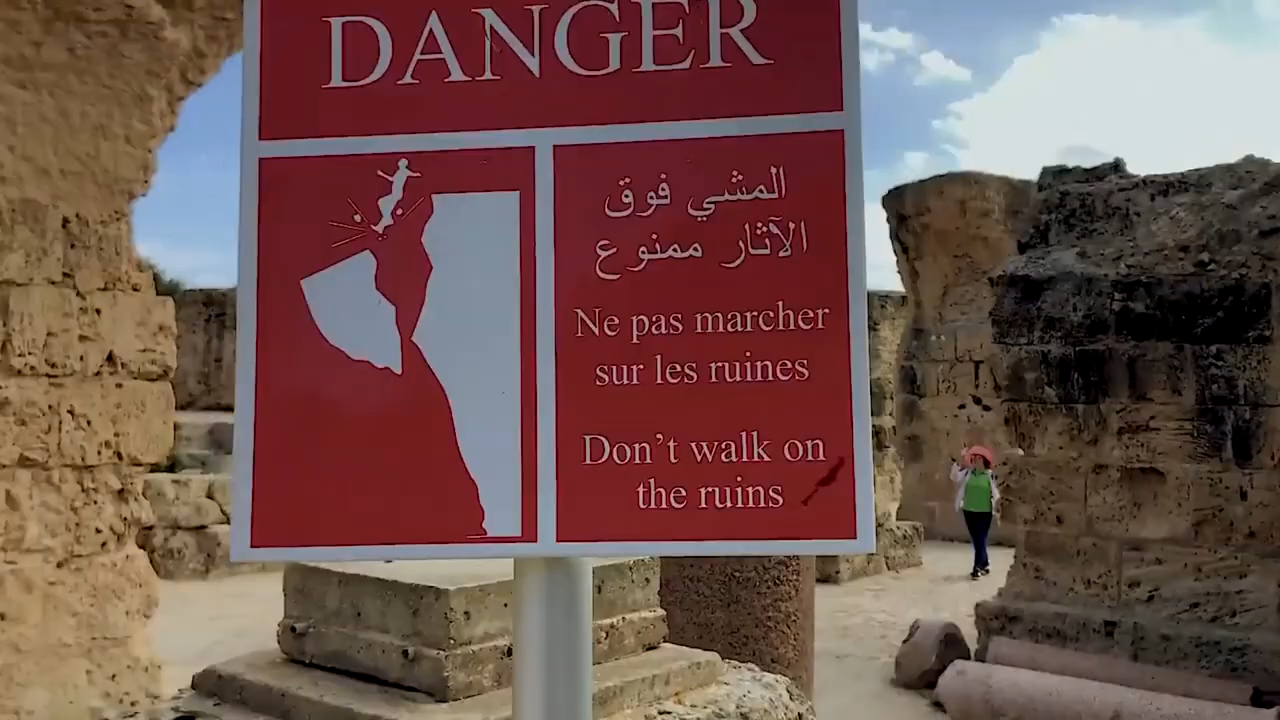 DANGER
المشي فوق
الآثار ممنوع
Ne pas marcher
sur les ruines
Don't walk on
the ruins